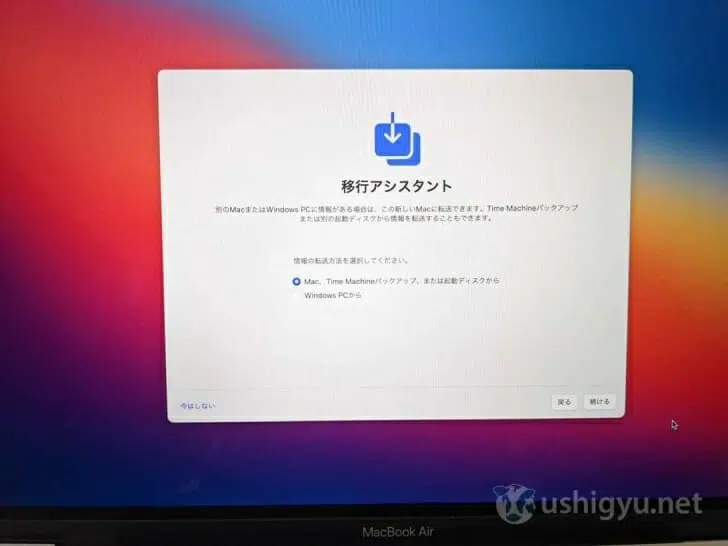 移行アシスタント
別のMacまたはWindows PCに情報がある場合は、この新しいMacに転送できます。Time Machineバックアップ
または別の起動ディスクから情報を転送することもできます。
情報の転送方法を選択してください。
Mac、Time Machineバックアップ、または起動ディスクから
Windows PCから
今はしない
戻る
続ける
ushigyu.net
MacBook Air